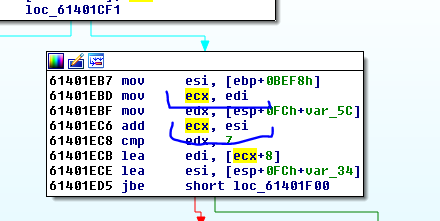 loc_61401CF1
61401EB7 mov esi, [ebp+0BEF8h]
61401EBD mov ecx, edi
61401EBF mov edx, [esp+0FCh+var_5C]
61401EC6 add ecx, esi
61401EC8 cmp edx, 7
61401ECB lea edi, [ecx+8]
61401ECE lea esi, [esp+0FCh+var_34]
61401ED5 jbe short loc_61401F00